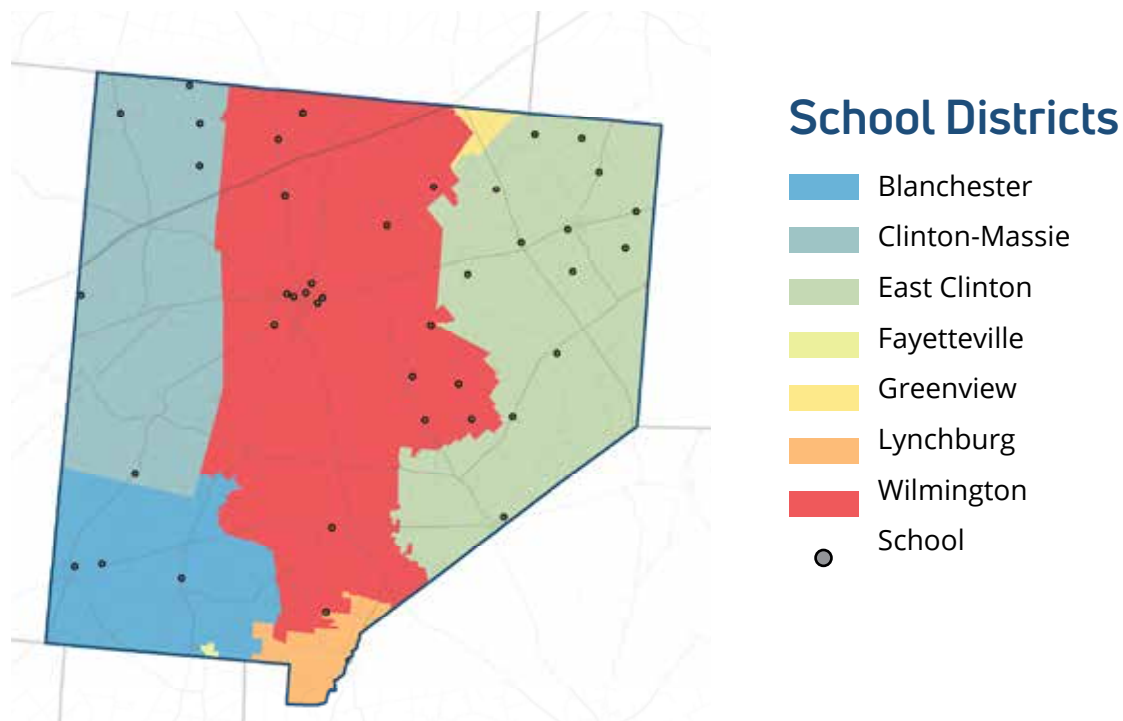 School Districts
Blanchester
Clinton-Massie
East Clinton
Fayetteville
Greenview
Lynchburg
Wilmington
School